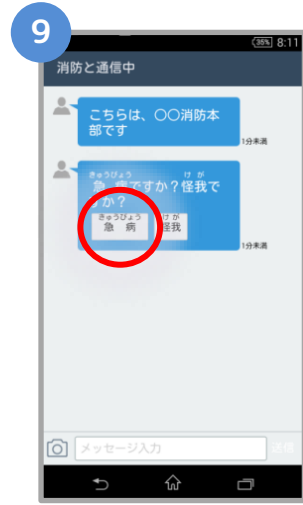 9
35% 8:11
消防と通信中
こちらは、〇〇消防本
部です
1分未満
きゅうびょう けが
急病ですか?怪我で
すか?
きゅうびょう けが
急病 怪我
1分未満
メッセージ入力 送信